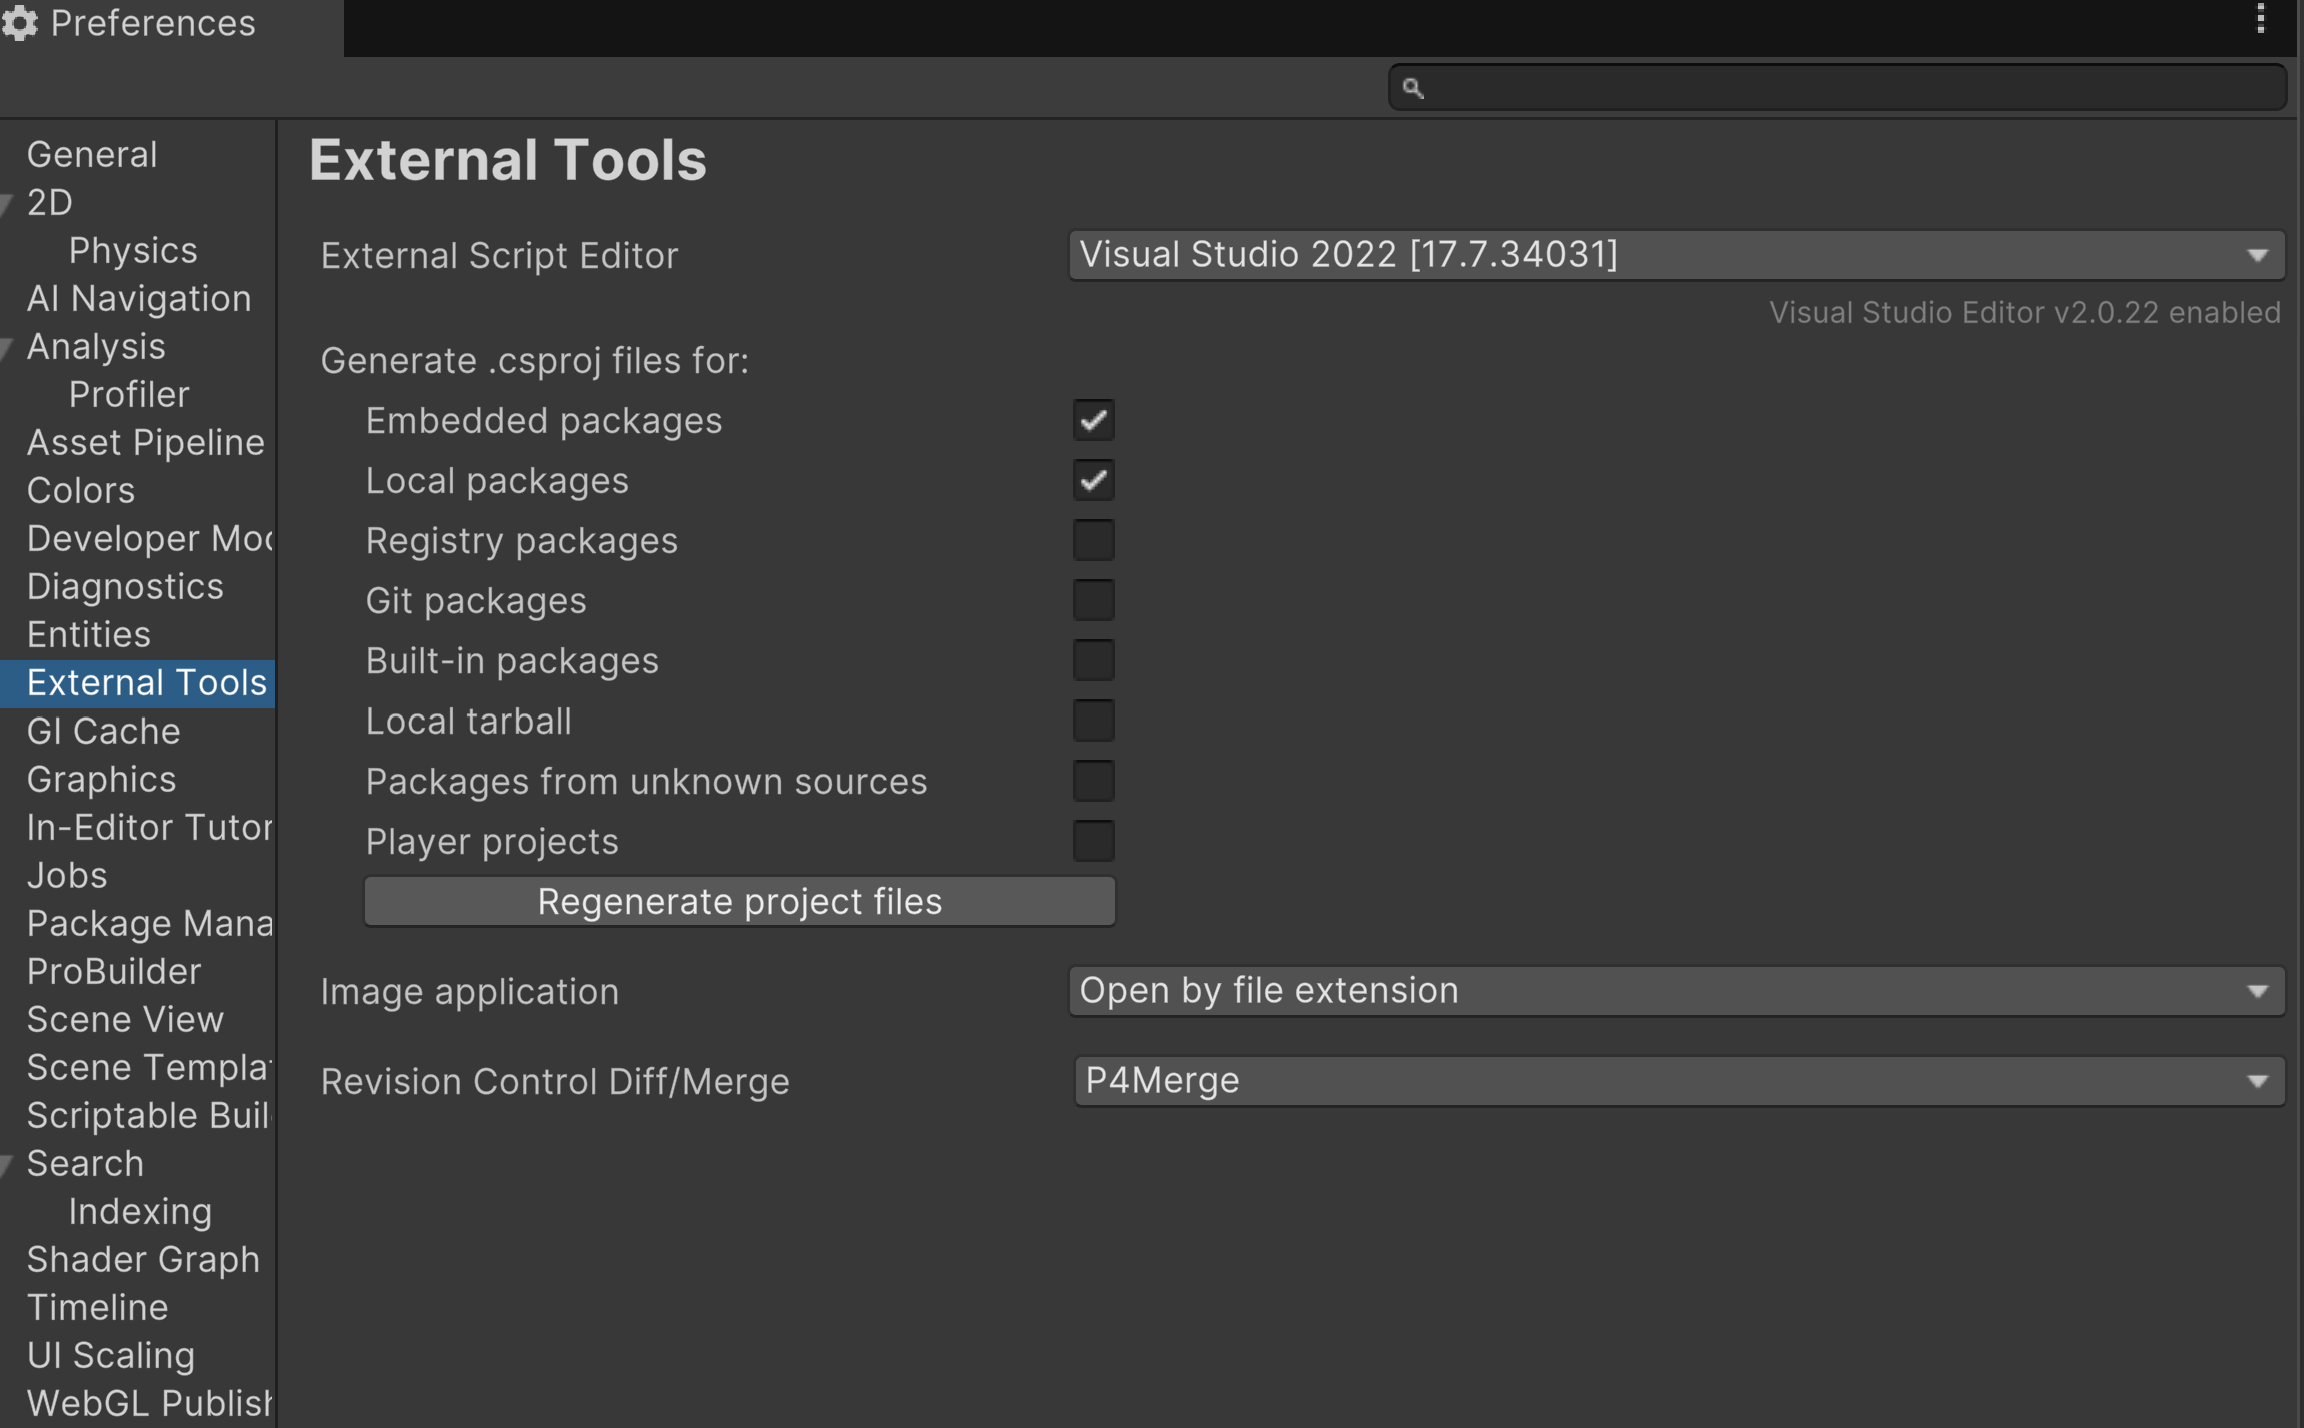 Preferences
General
2D
Physics
AI Navigation
Analysis
Profiler
Asset Pipeline
Colors
Developer Moc
Diagnostics
Entities
External Tools
GI Cache
Graphics
In-Editor Tutor
Jobs
Package Mana
ProBuilder
Scene View
Scene Templat
Scriptable Buil
Search
Indexing
Shader Graph
Timeline
UI Scaling
WebGL Publish
External Tools
External Script Editor Visual Studio 2022 [17.7.34031]
Visual Studio Editor v2.0.22 enabled
Generate .csproj files for:
Embedded packages
Local packages
Registry packages
Git packages
Built-in packages
Local tarball
Packages from unknown sources
Player projects
Regenerate project files
Image application Open by file extension
Revision Control Diff/Merge P4Merge